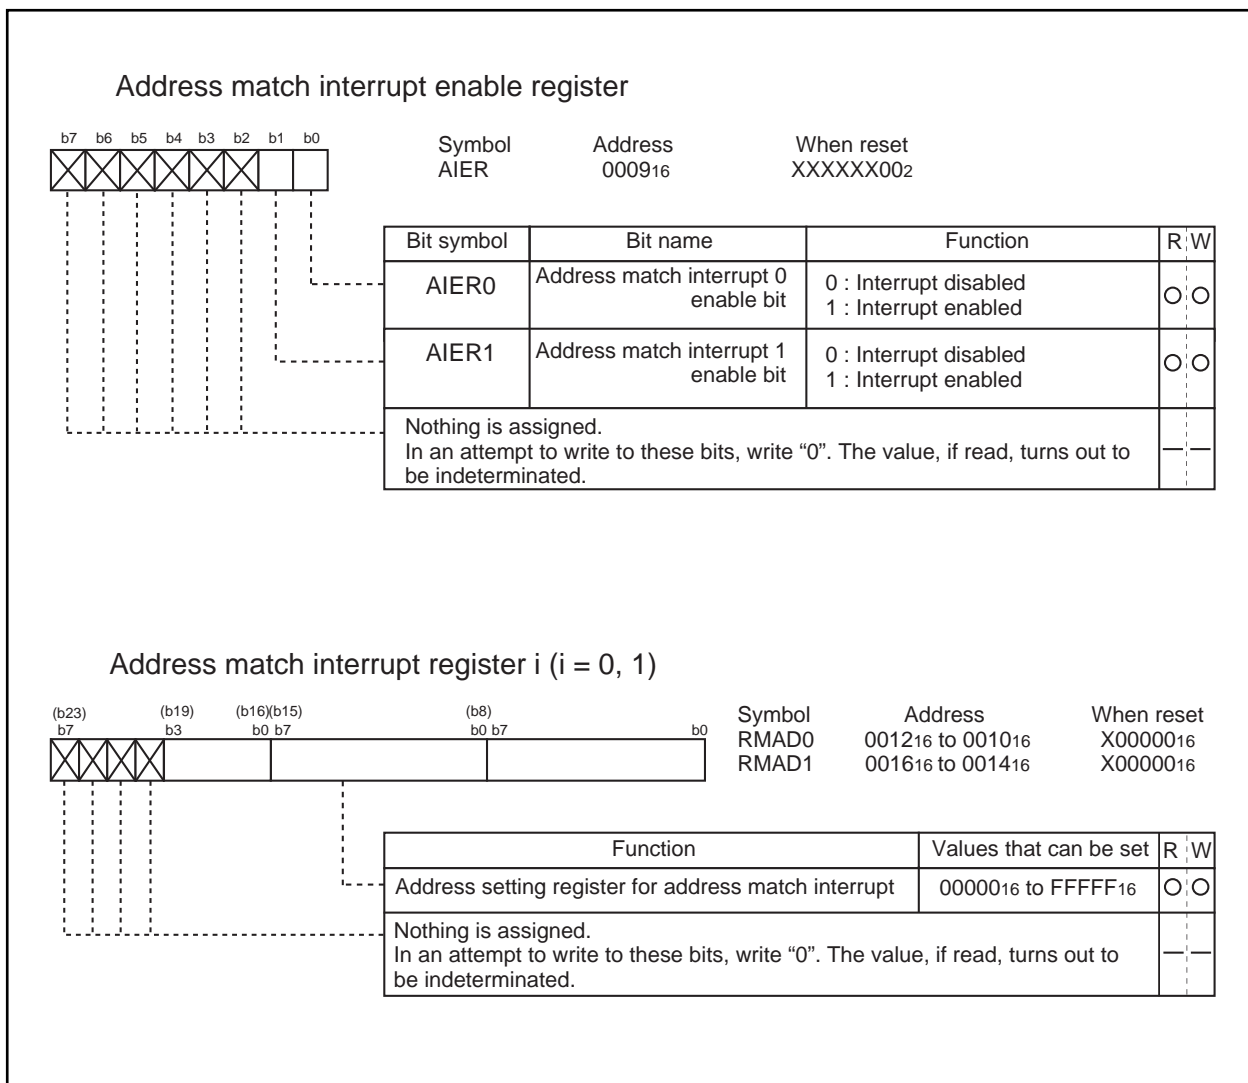 Address match interrupt enable register
b7 b6 b5 b4 b3 b2 b1 b0
Symbol Address When reset
AIER 000916 XXXXXX002
Bit symbol Bit name Function R W
AIER0 Address match interrupt 0 enable bit 0 : Interrupt disabled
1 : Interrupt enabled
AIER1 Address match interrupt 1 enable bit 0 : Interrupt disabled
1 : Interrupt enabled
Nothing is assigned.
In an attempt to write to these bits, write “0”. The value, if read, turns out to
be indeterminated.
Address match interrupt register i (i = 0, 1)
(b23) (b19) (b16)(b15) (b8)
b7 b3 b0 b7 b0 b7 b0
Symbol Address When reset
RMAD0 001216 to 001016 X0000016
RMAD1 001616 to 001416 X0000016
Function Values that can be set R W
Address setting register for address match interrupt 0000016 to FFFFF16
Nothing is assigned.
In an attempt to write to these bits, write “0”. The value, if read, turns out to
be indeterminated.